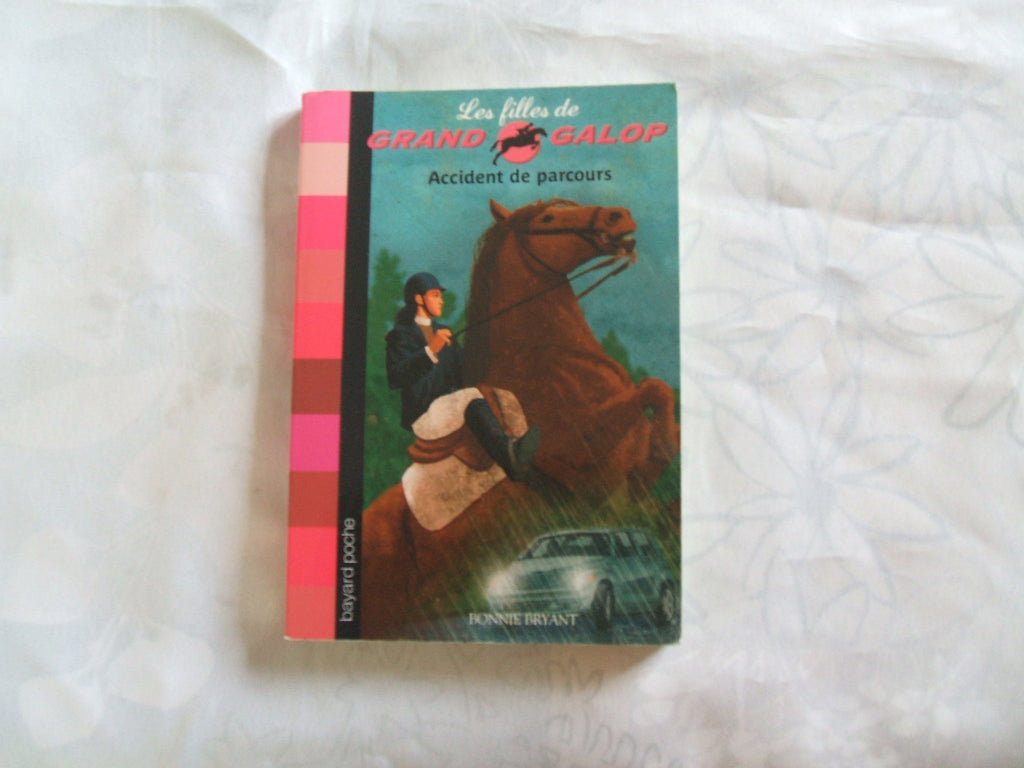 Les filles de
GRAND GALOP
Accident de parcours
bayard poche
BONNIE BRYANT